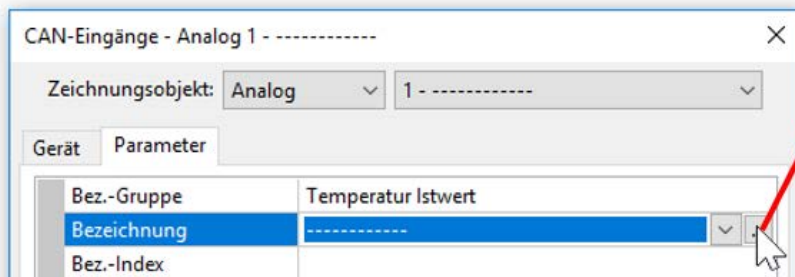 CAN-Eingänge - Analog 1 - ------------
Zeichnungsobjekt: Analog 1 - ------------
Gerät Parameter
Bez.-Gruppe Temperatur Istwert
Bezeichnung ------------
Bez.-Index